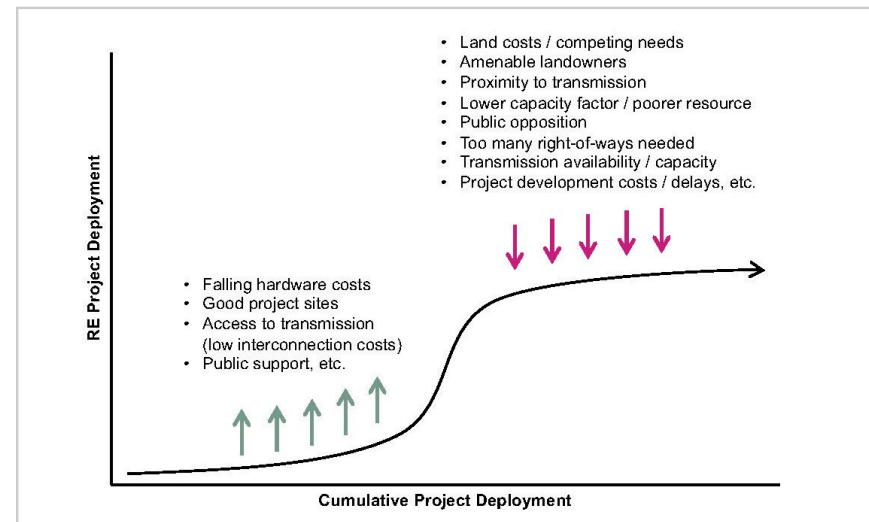 • Land costs / competing needs
• Amenable landowners
• Proximity to transmission
• Lower capacity factor / poorer resource
• Public opposition
• Too many right-of-ways needed
• Transmission availability / capacity
• Project development costs / delays, etc.
RE Project Deployment
• Falling hardware costs
• Good project sites
• Access to transmission
(low interconnection costs)
• Public support, etc.
Cumulative Project Deployment